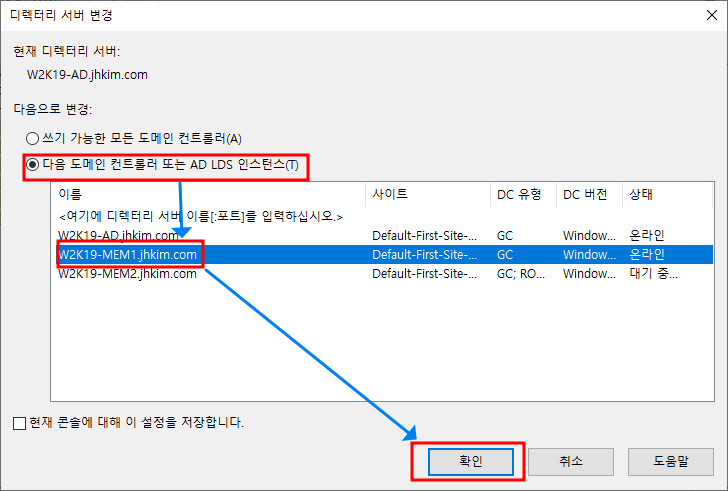 디렉터리 서버 변경
현재 디렉터리 서버:
W2K19-AD.jhkim.com
다음으로 변경:
쓰기 가능한 모든 도메인 컨트롤러(A)
다음 도메인 컨트롤러 또는 AD LDS 인스턴스(T)
이름 사이트 DC 유형 DC 버전 상태
<여기에 디렉터리 서버 이름[:포트]를 입력하십시오.>
W2K19-AD.jhkim.com Default-First-Site-... GC Window... 온라인
W2K19-MEM1.jhkim.com Default-First-Site-... GC Window... 온라인
W2K19-MEM2.jhkim.com Default-First-Site-... GC; RO... Window... 대기 중...
현재 콘솔에 대해 이 설정을 저장합니다.
확인 취소 도움말